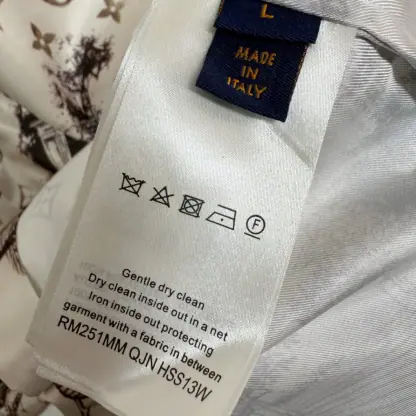 L
MADE
IN
ITALY
F
Gentle dry clean
Dry clean inside out in a net
Iron inside out protecting
garment with a fabric in between
RM251MM QJN HSS13W